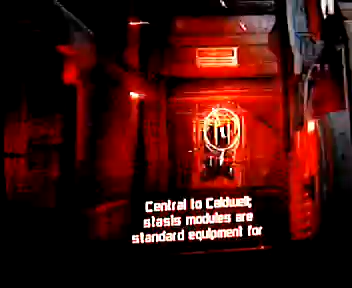 Central to Caldwell;
stasis modules are
standard equipment for